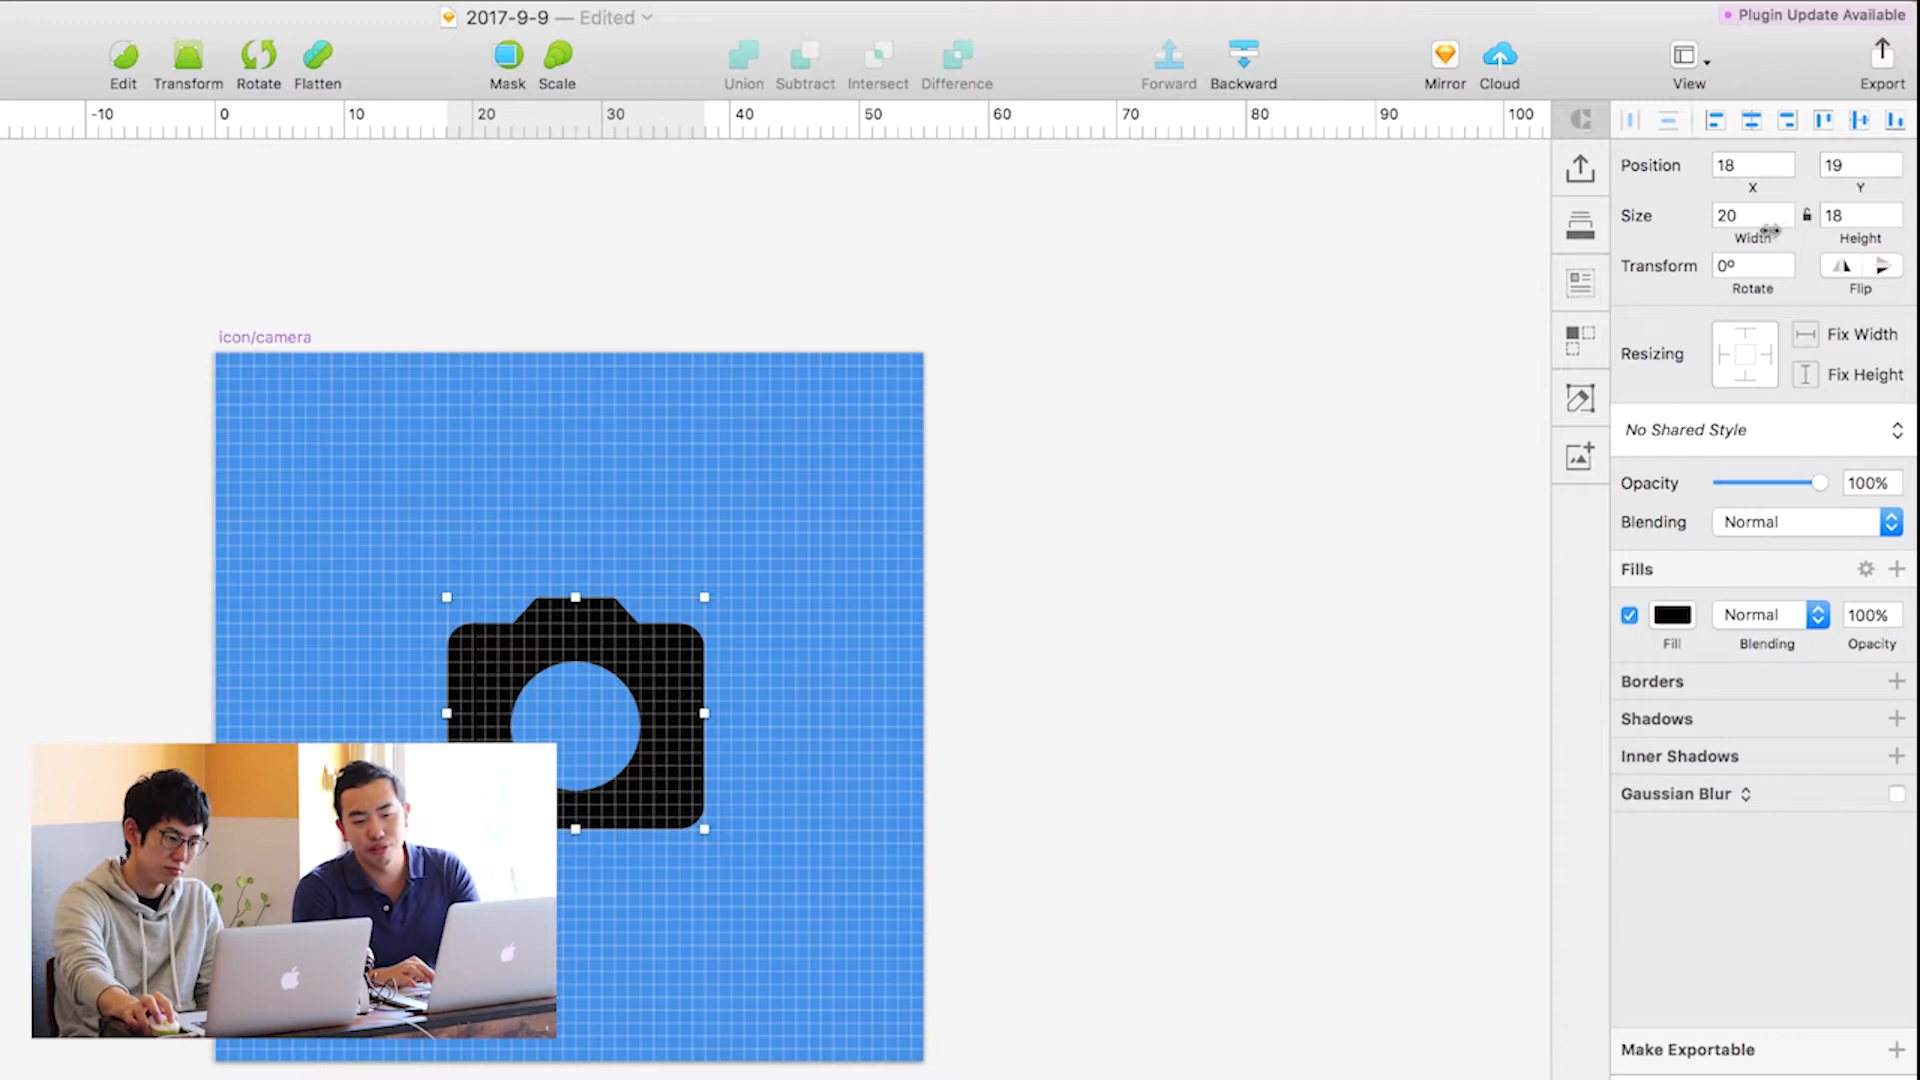 2017-9-9 — Edited
Plugin Update Available
Edit Transform Rotate Flatten Mask Scale Union Subtract Intersect Difference Forward Backward Mirror Cloud View Export
-10 0 10 20 30 40 50 60 70 80 90 100
Position 18 19
X Y
Size 20 18
Width Height
Transform 0º
Rotate Flip
icon/camera
Resizing Fix Width
Fix Height
No Shared Style
Opacity 100%
Blending Normal
Fills
Normal 100%
Fill Blending Opacity
Borders
Shadows
Inner Shadows
Gaussian Blur
Make Exportable